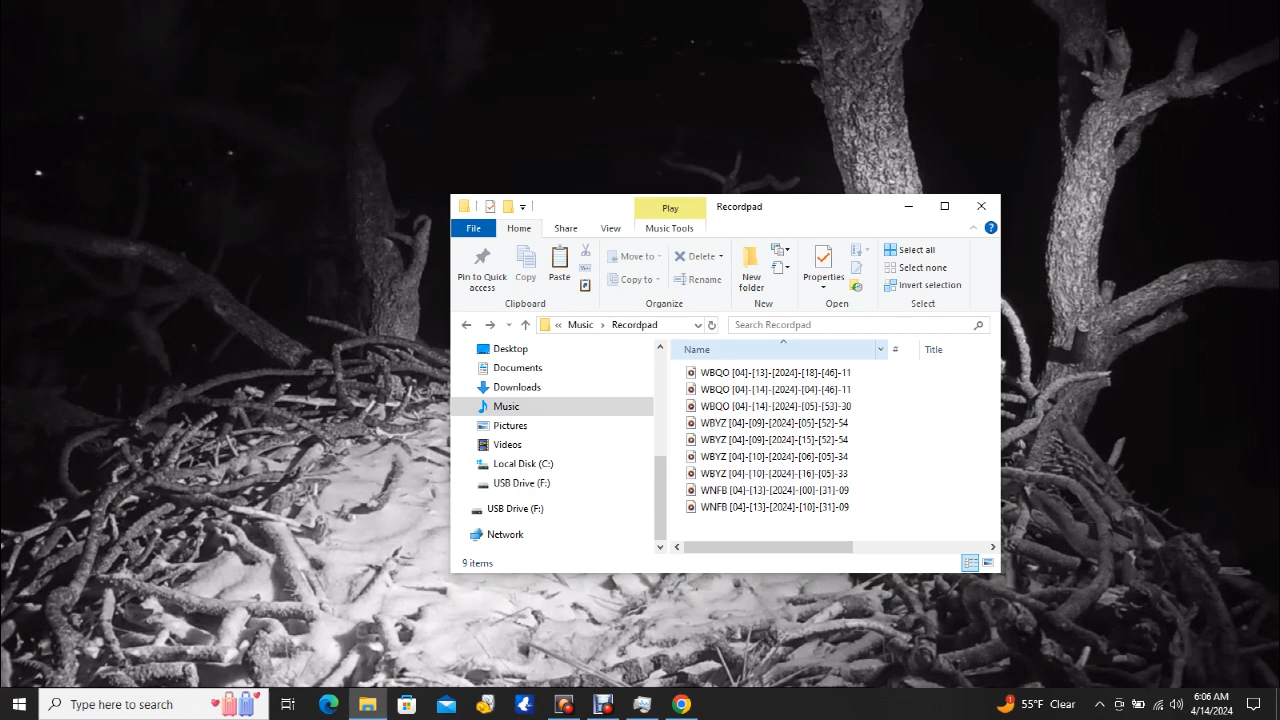 Play
Recordpad
File
Home
Share
View
Music Tools
Pin to Quick
access
Copy
Paste
Move to
Copy to
Delete
Rename
New
folder
Properties
Select all
Select none
Invert selection
Clipboard
Organize
New
Open
Select
« Music › Recordpad
Search Recordpad
Desktop
Documents
Downloads
Music
Pictures
Videos
Local Disk (C:)
USB Drive (F:)
USB Drive (F:)
Network
Name
#
Title
WBQO [04]-[13]-[2024]-[18]-[46]-11
WBQO [04]-[14]-[2024]-[04]-[46]-11
WBQO [04]-[14]-[2024]-[05]-[53]-30
WBYZ [04]-[09]-[2024]-[05]-[52]-54
WBYZ [04]-[09]-[2024]-[15]-[52]-54
WBYZ [04]-[10]-[2024]-[06]-[05]-34
WBYZ [04]-[10]-[2024]-[16]-[05]-33
WNFB [04]-[13]-[2024]-[00]-[31]-09
WNFB [04]-[13]-[2024]-[10]-[31]-09
9 items
Type here to search
55°F Clear
6:06 AM
4/14/2024